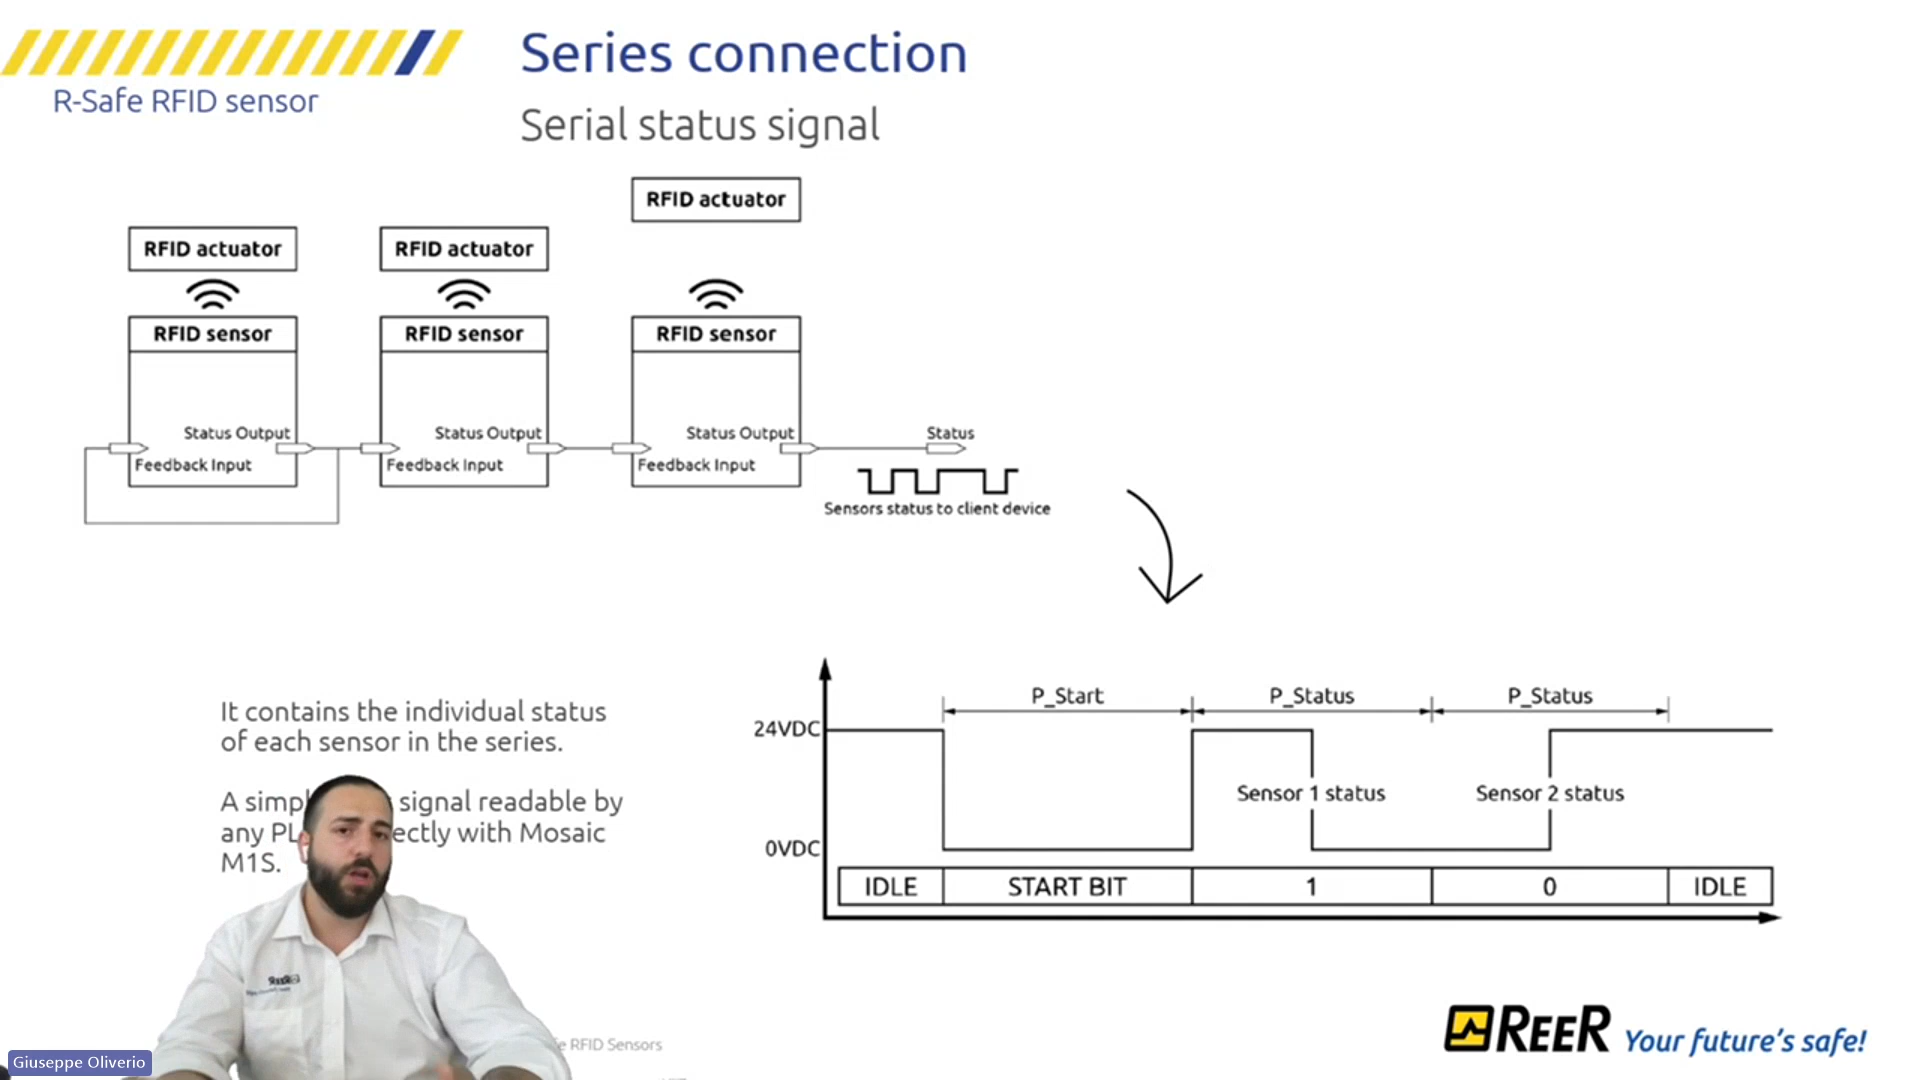 R-Safe RFID sensor
Series connection
Serial status signal
RFID actuator
RFID actuator
RFID actuator
RFID sensor
RFID sensor
RFID sensor
Status Output
Feedback Input
Status Output
Feedback Input
Status Output
Feedback Input
Status
Sensors status to client device
It contains the individual status
of each sensor in the series.
signal readable by
any with Mosaic
M1S.
P_Start
P_Status
P_Status
24VDC
0VDC
Sensor 1 status
Sensor 2 status
IDLE
START BIT
1
0
IDLE
RFID Sensors
Giuseppe Oliverio
REER Your future's safe!